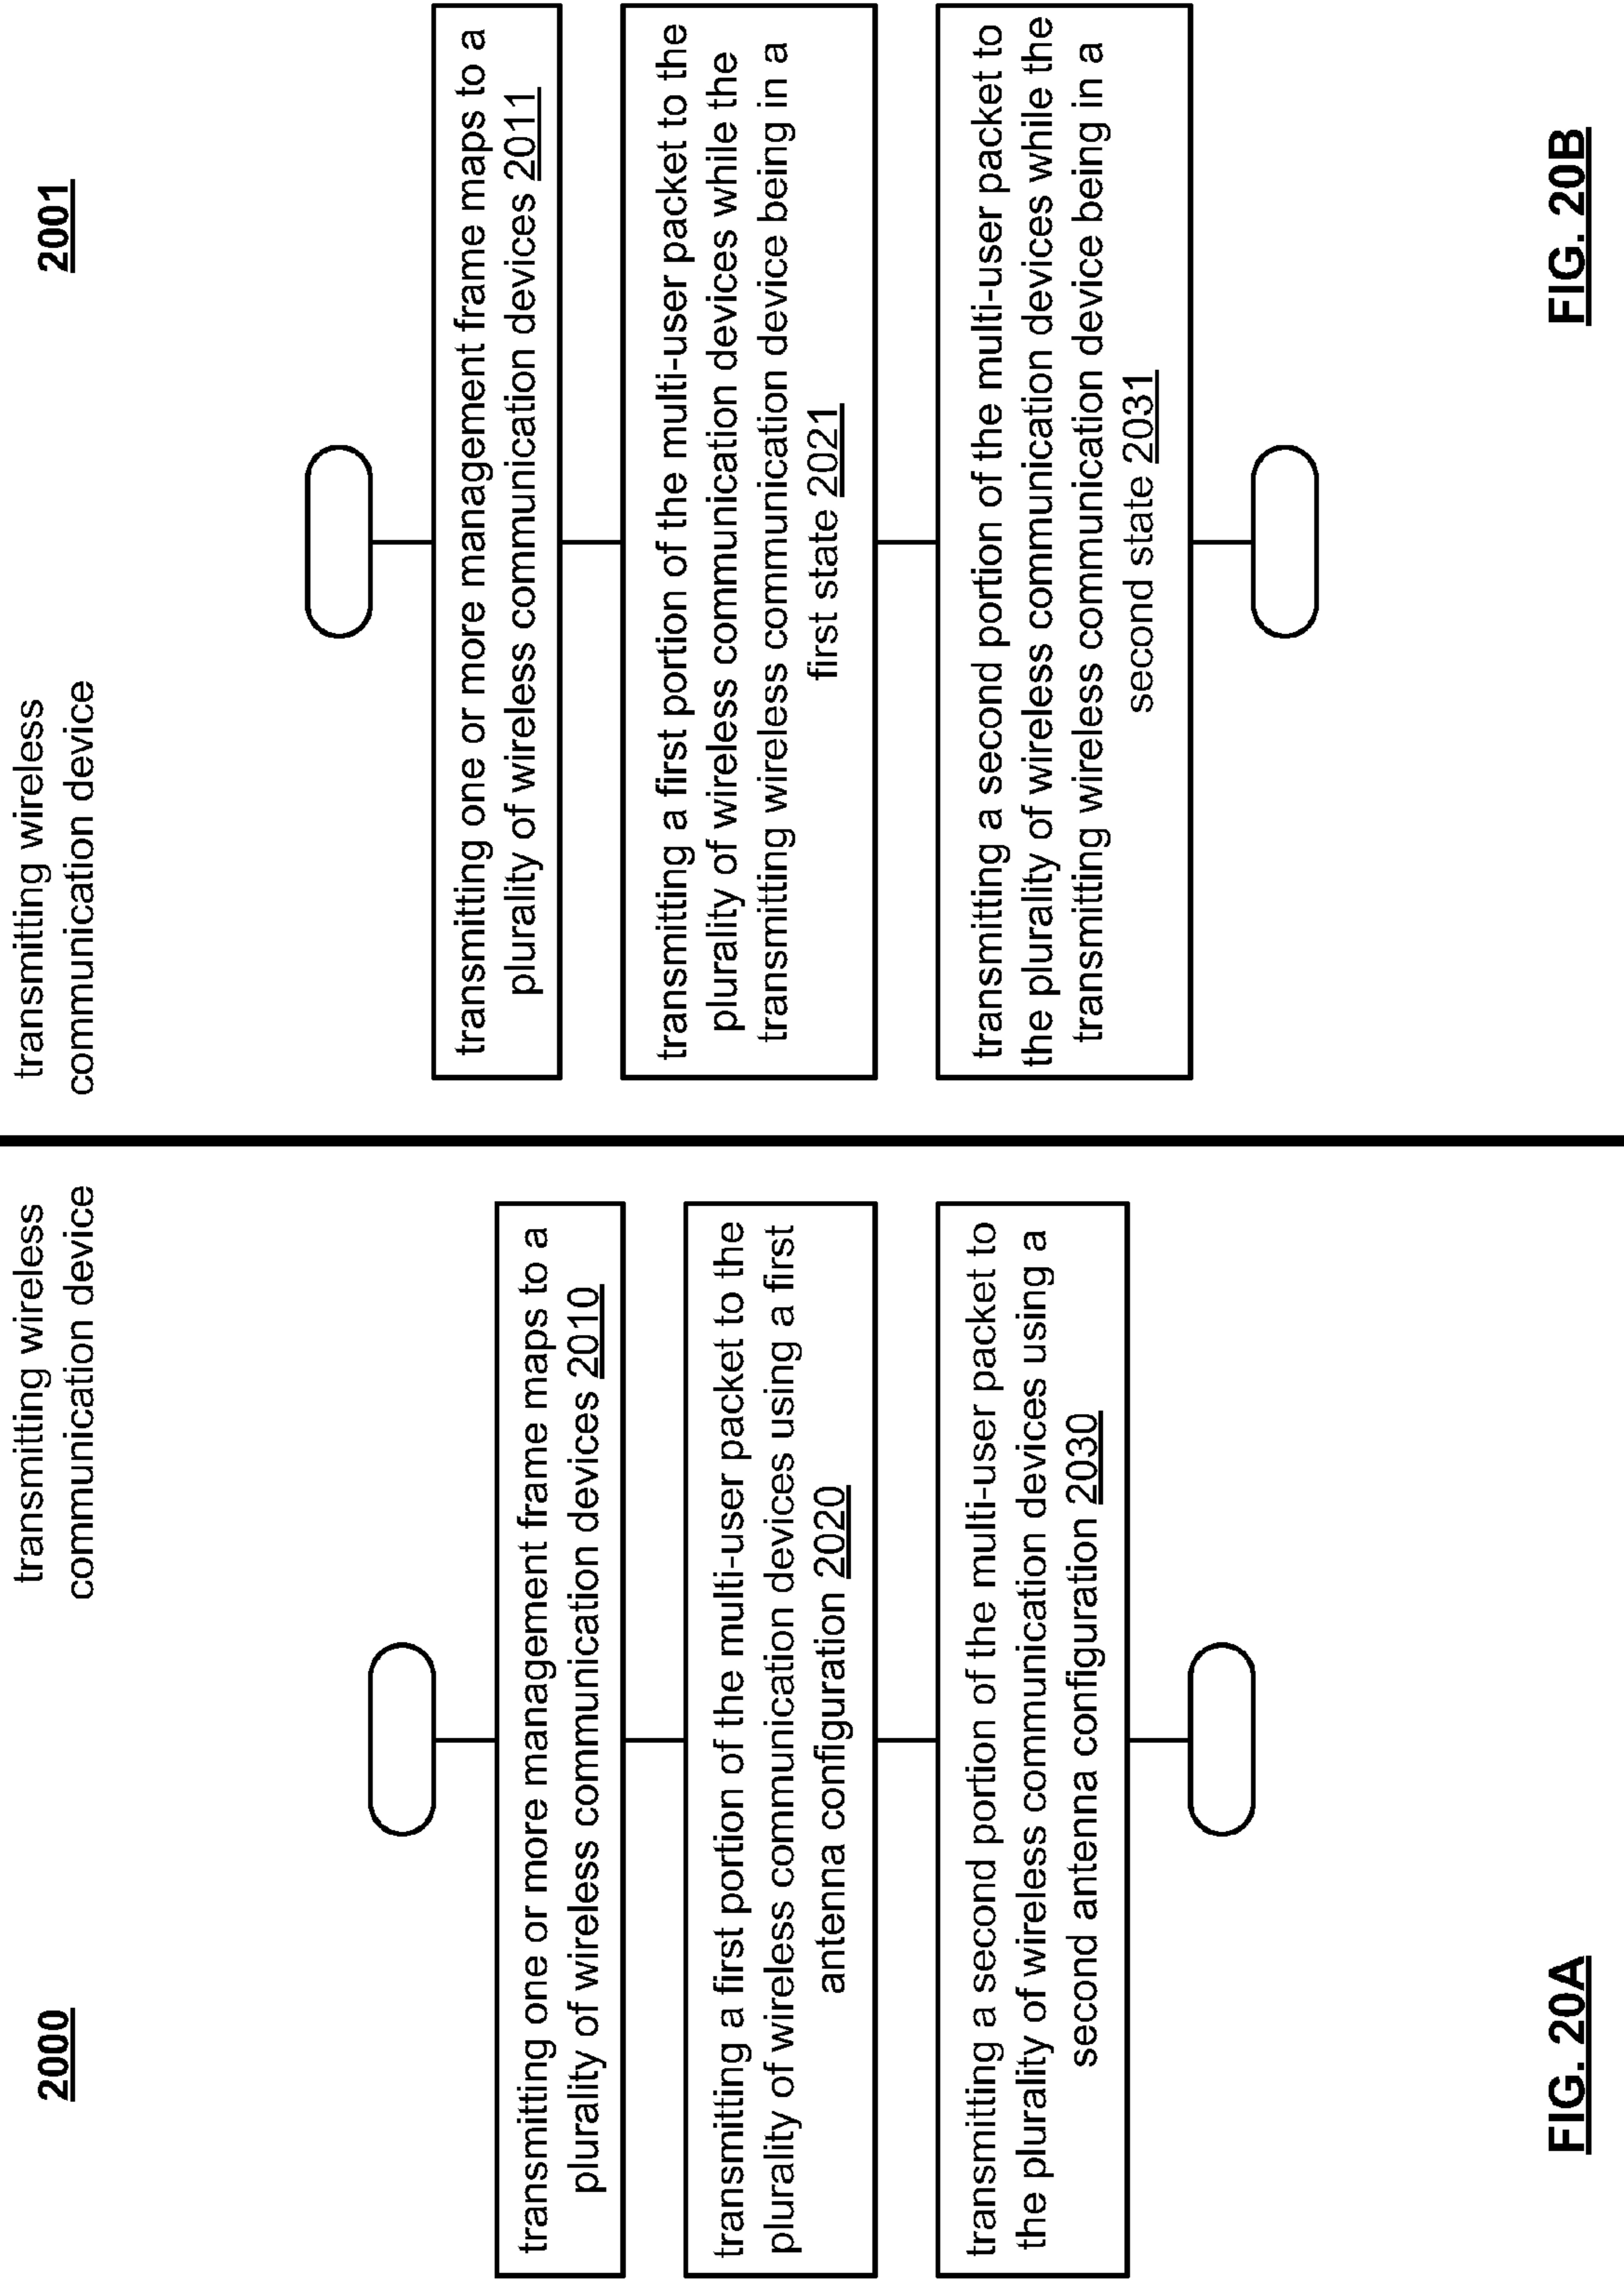 2000
transmitting wireless
communication device
transmitting one or more management frame maps to a
plurality of wireless communication devices 2010
transmitting a first portion of the multi-user packet to the
plurality of wireless communication devices using a first
antenna configuration 2020
transmitting a second portion of the multi-user packet to
the plurality of wireless communication devices using a
second antenna configuration 2030
FIG. 20A
transmitting wireless
communication device
2001
transmitting one or more management frame maps to a
plurality of wireless communication devices 2011
transmitting a first portion of the multi-user packet to the
plurality of wireless communication devices while the
transmitting wireless communication device being in a
first state 2021
transmitting a second portion of the multi-user packet to
the plurality of wireless communication devices while the
transmitting wireless communication device being in a
second state 2031
FIG. 20B